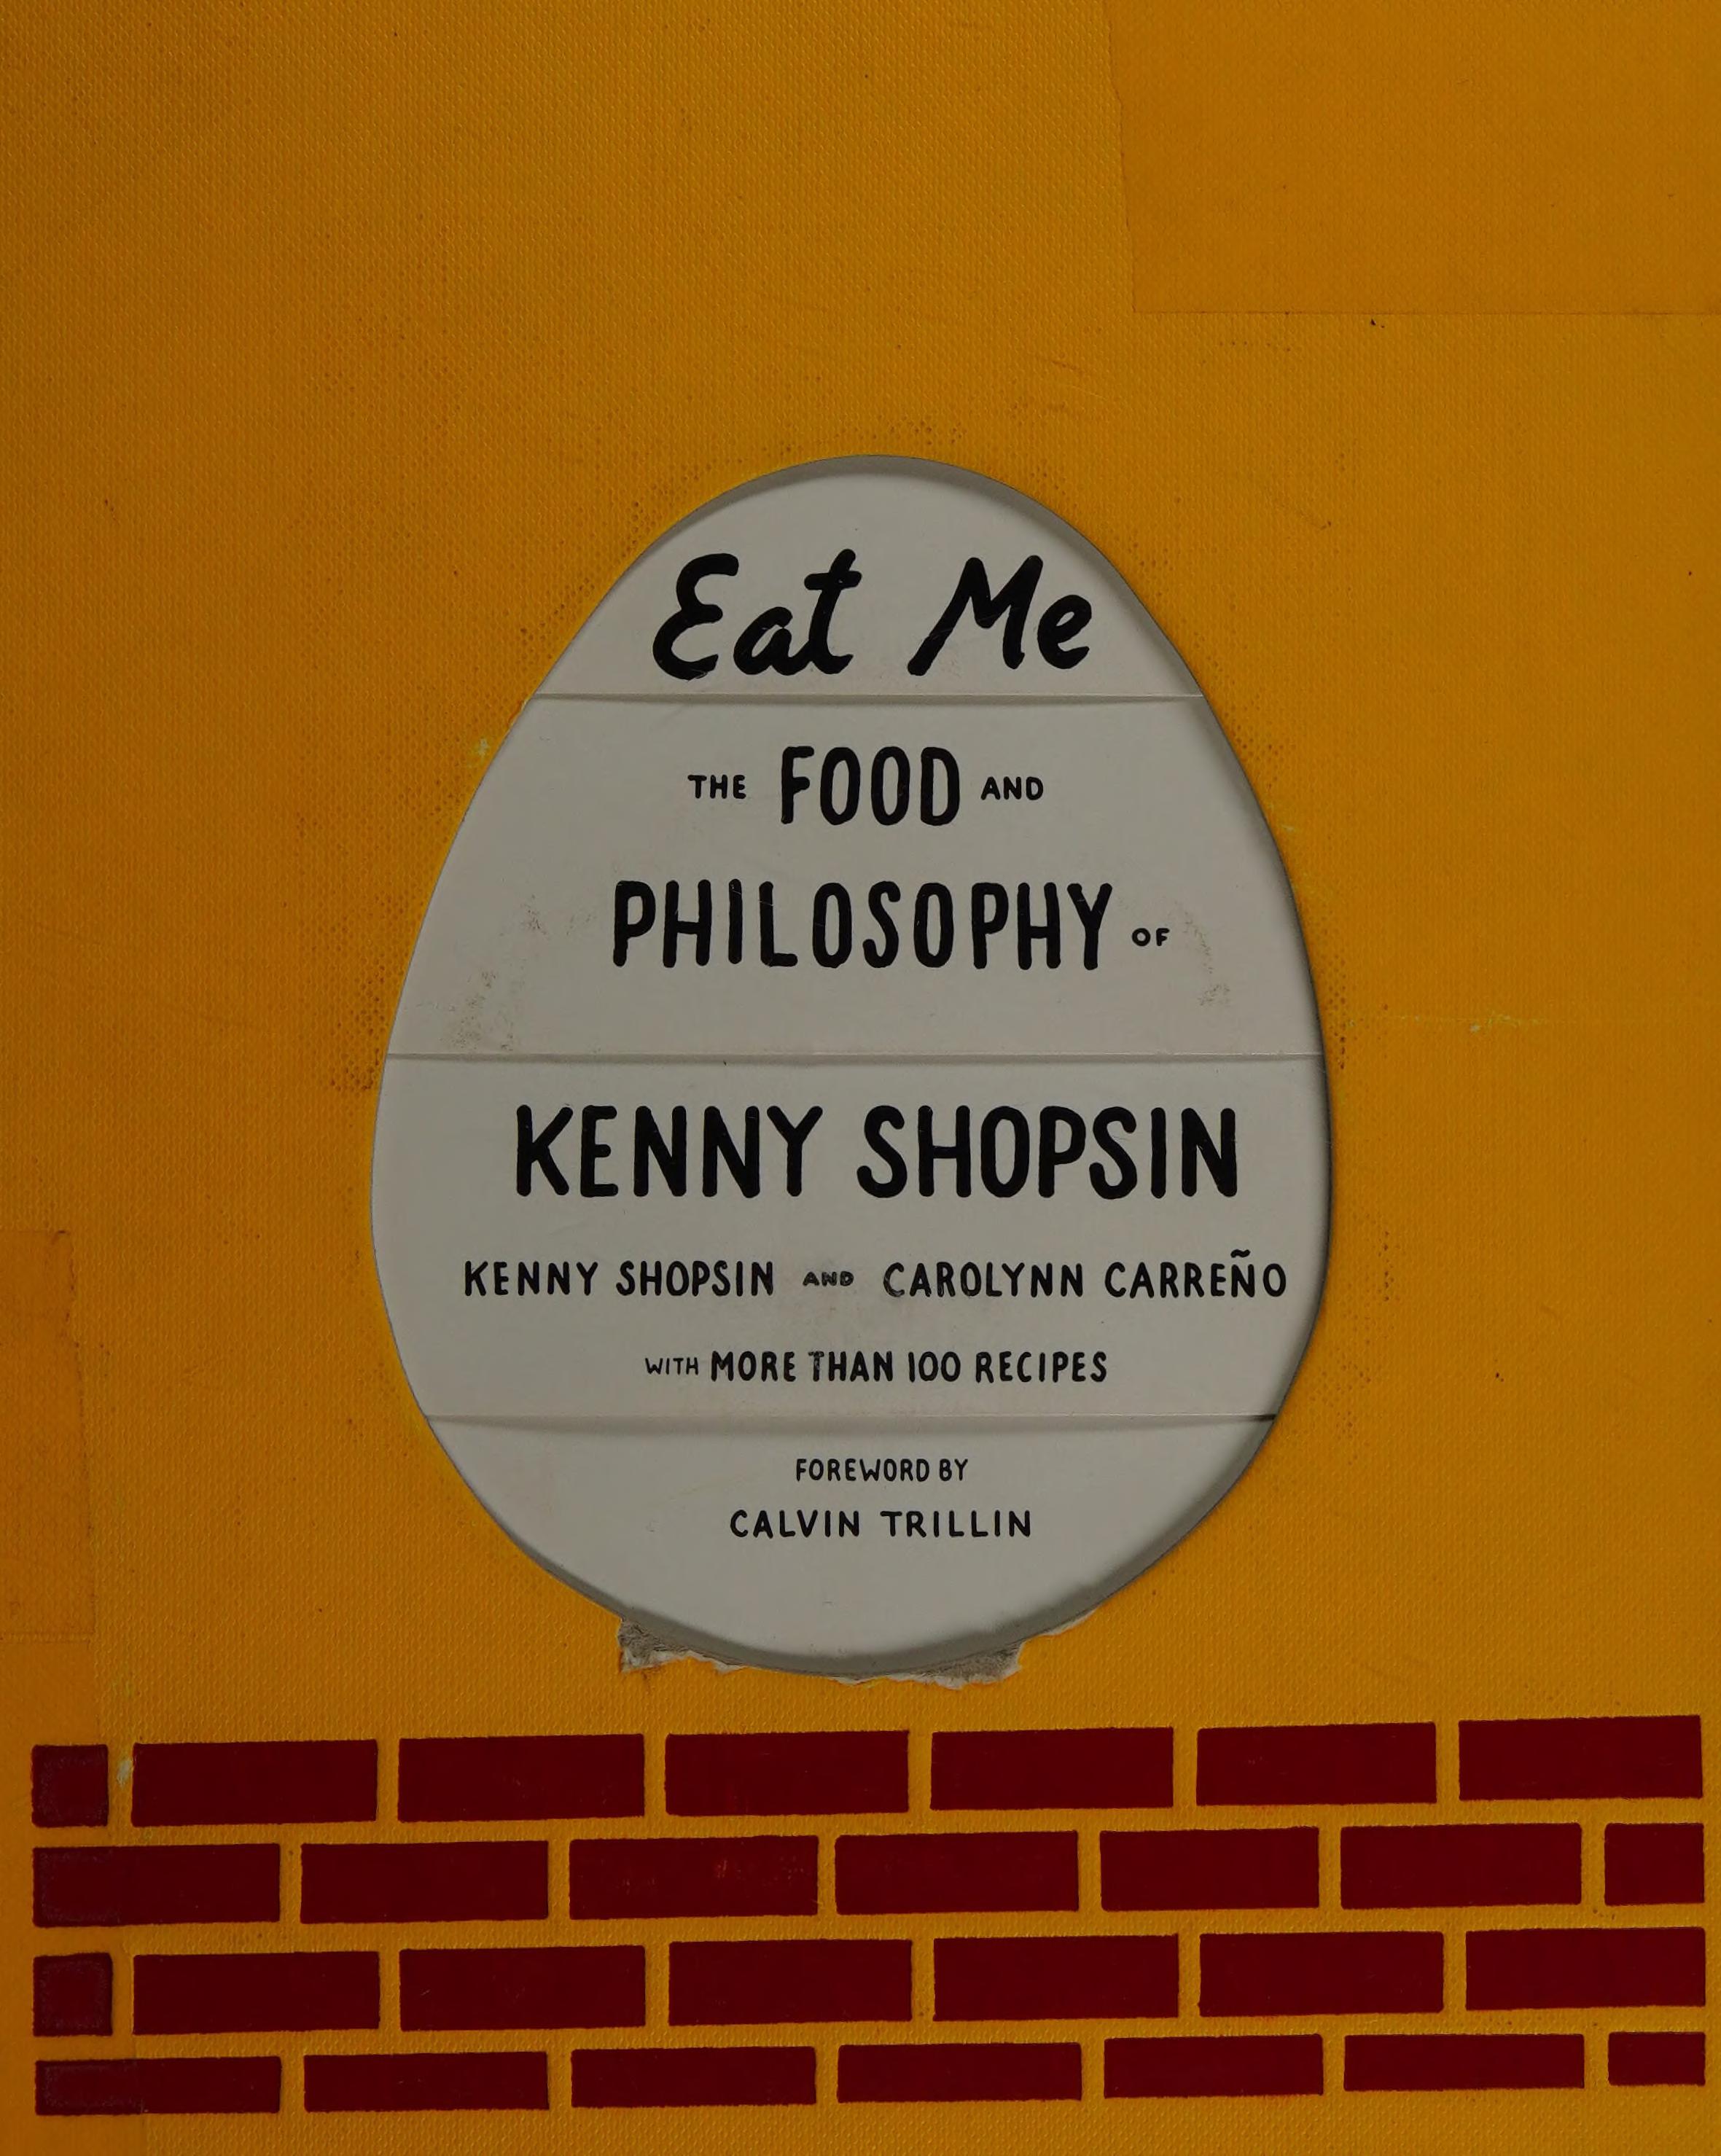 Eat Me
THE FOOD AND
PHILOSOPHY OF
KENNY SHOPSIN
KENNY SHOPSIN AND CAROLYNN CARREÑO
WITH MORE THAN 100 RECIPES
FOREWORD BY
CALVIN TRILLIN